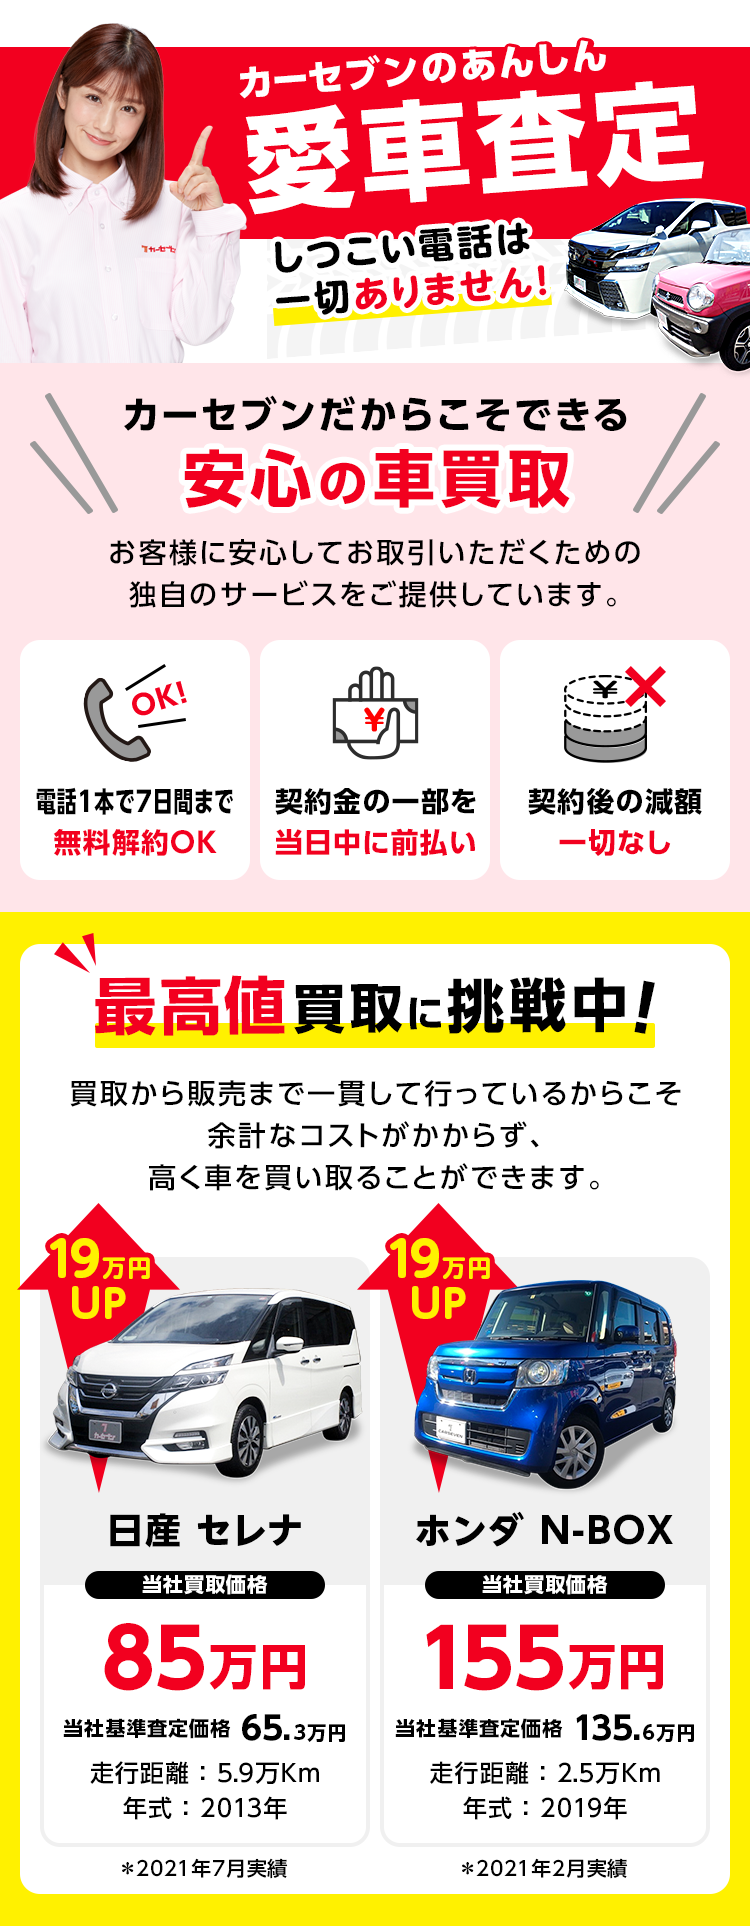 カーセブンのあんしん
愛車査定
しつこい電話は
一切ありません!
カーセブンだからこそできる
安心の車買取
お客様に安心してお取引いただくための
独自のサービスをご提供しています。
OK!
電話1本で7日間まで
無料解約OK
¥
契約金の一部を
当日中に前払い
¥
契約後の減額
一切なし
最高値買取に挑戦中!
買取から販売まで一貫して行っているからこそ
余計なコストがかからず、
高く車を買い取ることができます。
19万円
UP
日産 セレナ
当社買取価格
85万円
当社基準査定価格 65.3万円
走行距離：5.9万Km
年式：2013年
＊2021年7月実績
19万円
UP
ホンダ N-BOX
当社買取価格
155万円
当社基準査定価格 135.6万円
走行距離：2.5万Km
年式：2019年
＊2021年2月実績